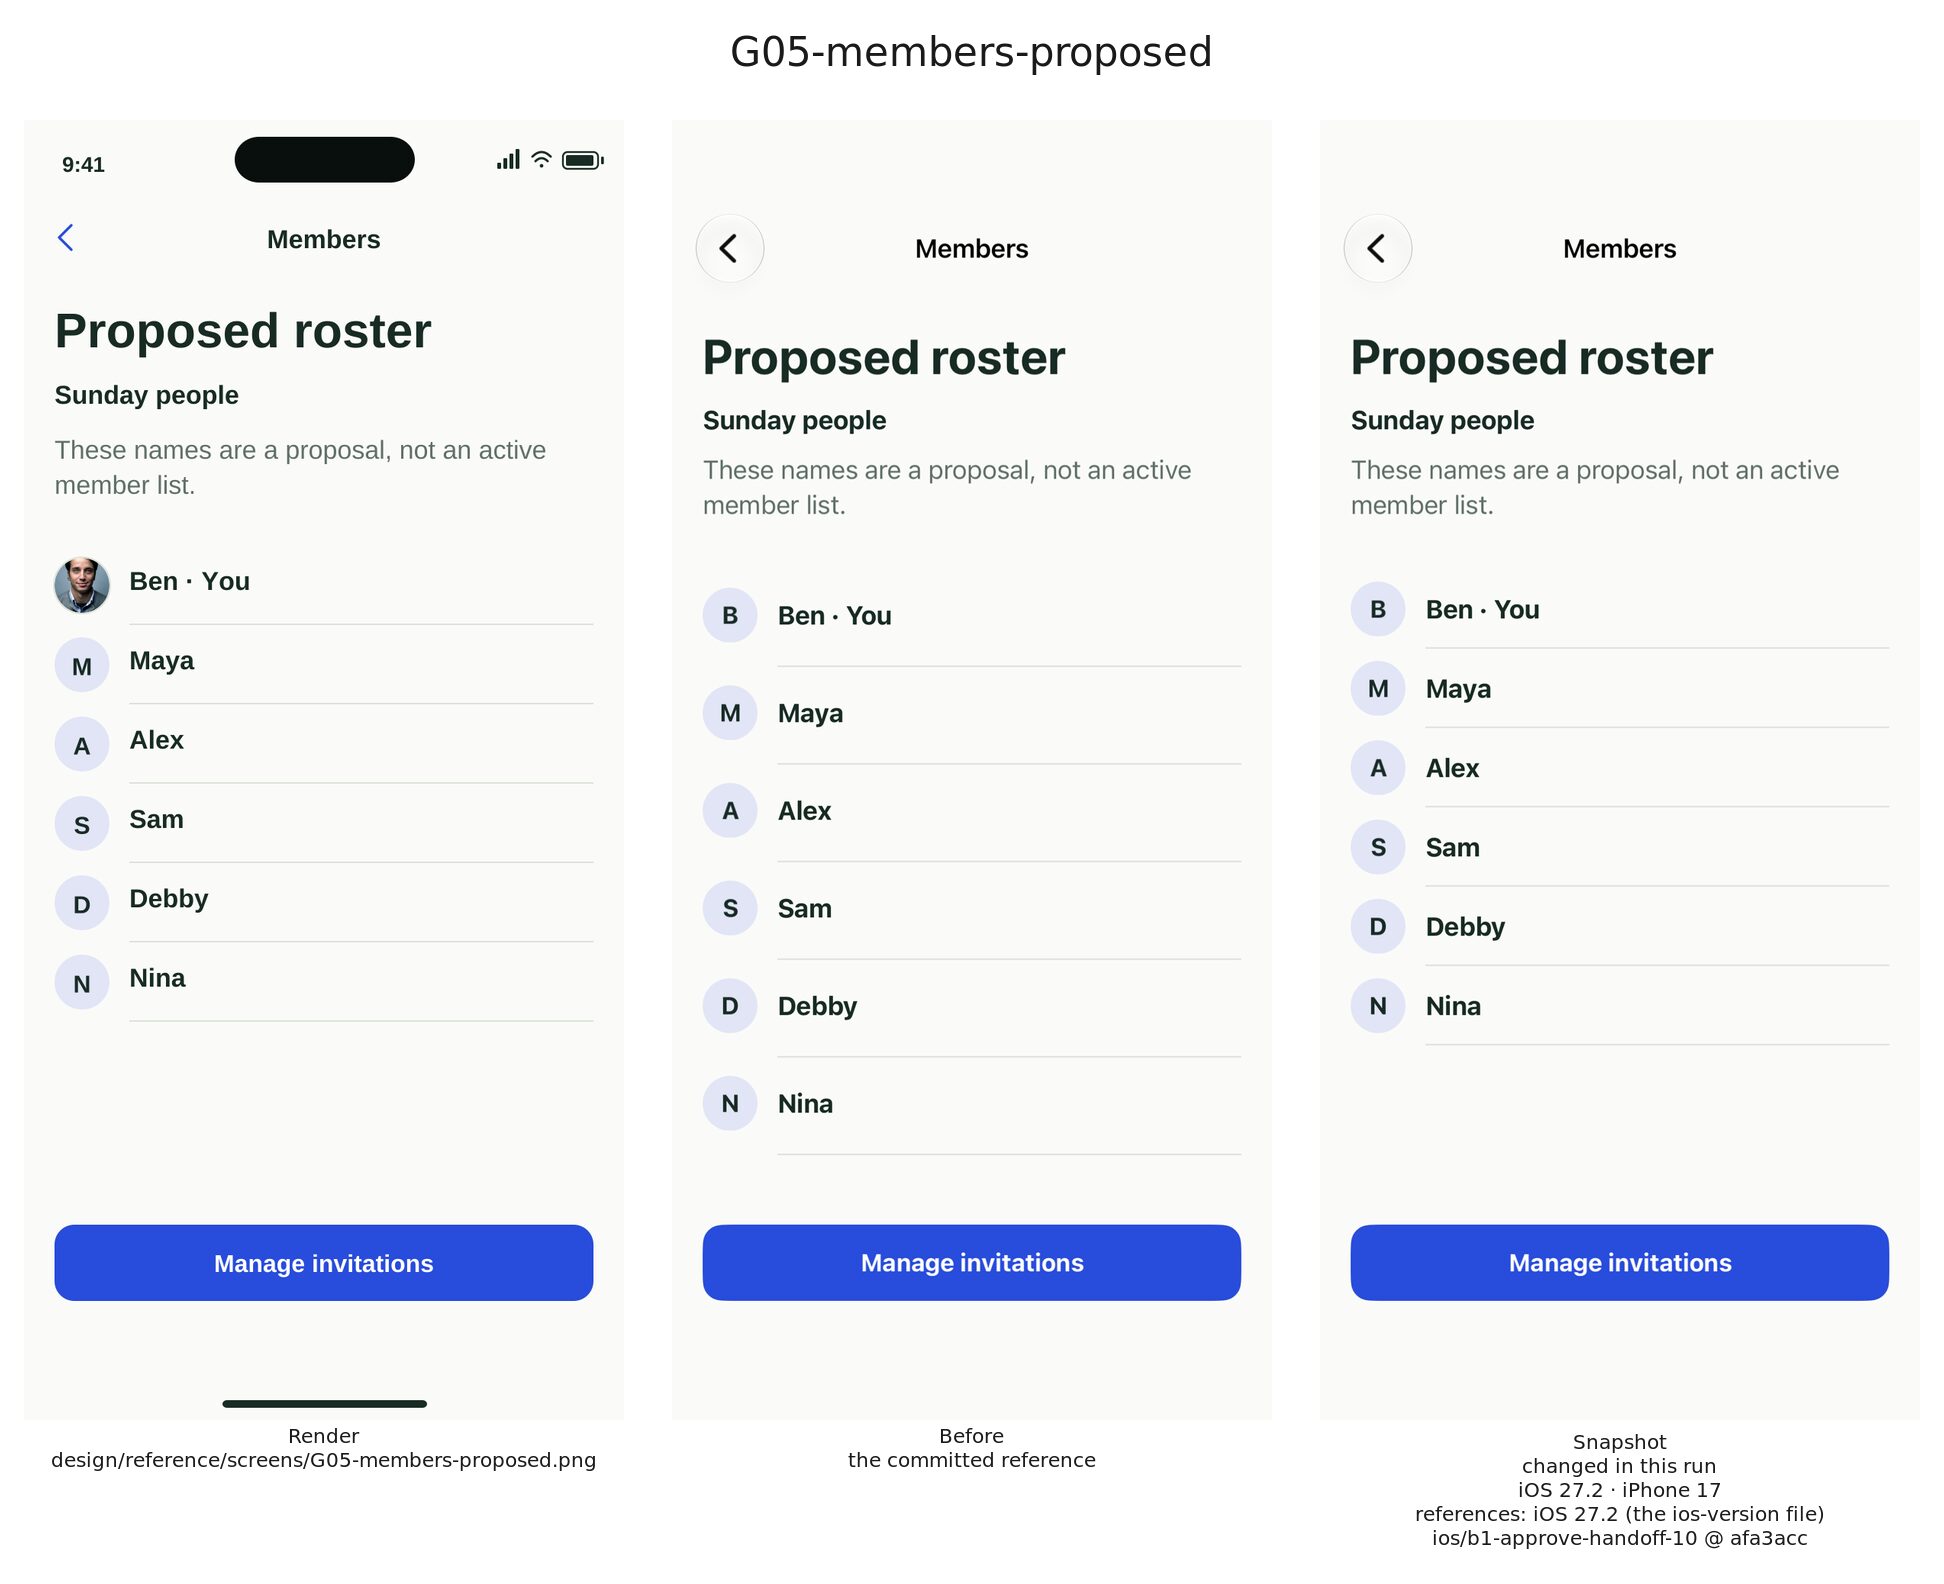 G05-members-proposed
9:41
Members
Proposed roster
Sunday people
These names are a proposal, not an active
member list.
Ben · You
M
Maya
A
Alex
S
Sam
D
Debby
N
Nina
Manage invitations
Render
design/reference/screens/G05-members-proposed.png
Members
Proposed roster
Sunday people
These names are a proposal, not an active
member list.
B
Ben · You
M
Maya
A
Alex
S
Sam
D
Debby
N
Nina
Manage invitations
Before
the committed reference
Members
Proposed roster
Sunday people
These names are a proposal, not an active
member list.
B
Ben · You
M
Maya
A
Alex
S
Sam
D
Debby
N
Nina
Manage invitations
Snapshot
changed in this run
iOS 27.2 · iPhone 17
references: iOS 27.2 (the ios-version file)
ios/b1-approve-handoff-10 @ afa3acc